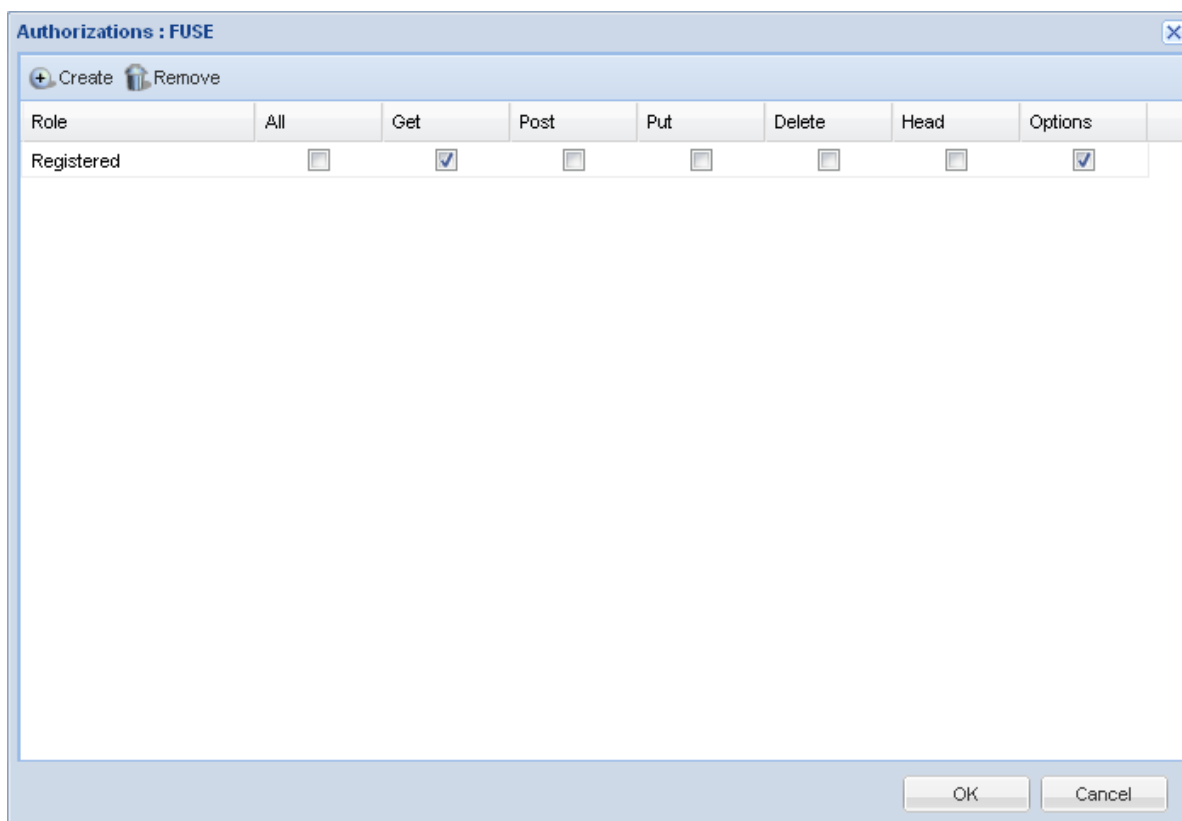 Authorizations : FUSE
Create Remove
Role All Get Post Put Delete Head Options
Registered
OK Cancel